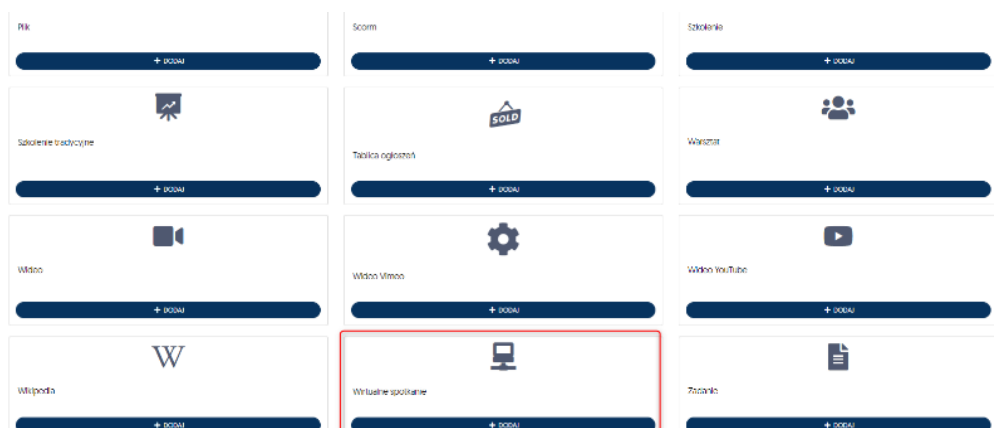 Plik
Scorm
Szkolenie
+ DODAJ
+ DODAJ
+ DODAJ
SOLD
Szkolenie tradycyjne
Tablica ogłoszeń
Warsztat
+ DODAJ
+ DODAJ
+ DODAJ
Wideo
Wideo Vimeo
Wideo YouTube
+ DODAJ
+ DODAJ
+ DODAJ
W
Wikipedia
Wirtualne spotkanie
Zadanie
+ DODAJ
+ DODAJ
+ DODAJ